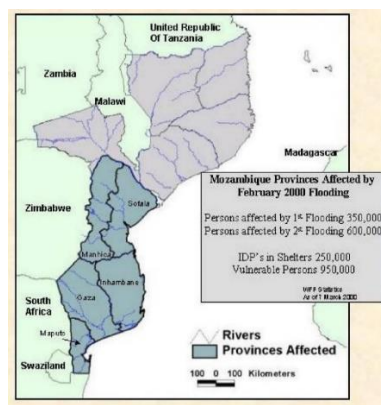 United Republic
Of Tanzania
Zambia
Malawi
Madagascar
Mozambique Provinces Affected by
February 2000 Flooding
Persons affected by 1st Flooding 350,000
Persons affected by 2st Flooding 600,000
IDP's in Shelters 250,000
Vulnerable Persons 950,000
WFP Statistics
As of 1 March 2000
Zimbabwe
Sofala
Manhica
Inhambane
Gaza
South
Africa
Maputo
Swaziland
Rivers
Provinces Affected
100 0 100 Kilometers